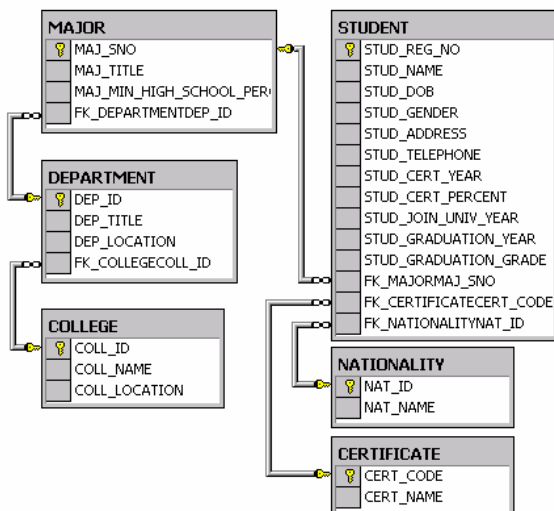 MAJOR
MAJ_SNO
MAJ_TITLE
MAJ_MIN_HIGH_SCHOOL_PER
FK_DEPARTMENTDEP_ID
DEPARTMENT
DEP_ID
DEP_TITLE
DEP_LOCATION
FK_COLLEGECOLL_ID
COLLEGE
COLL_ID
COLL_NAME
COLL_LOCATION
STUDENT
STUD_REG_NO
STUD_NAME
STUD_DOB
STUD_GENDER
STUD_ADDRESS
STUD_TELEPHONE
STUD_CERT_YEAR
STUD_CERT_PERCENT
STUD_JOIN_UNIV_YEAR
STUD_GRADUATION_YEAR
STUD_GRADUATION_GRADE
FK_MAJORMAJ_SNO
FK_CERTIFICATECERT_CODE
FK_NATIONALITYNAT_ID
NATIONALITY
NAT_ID
NAT_NAME
CERTIFICATE
CERT_CODE
CERT_NAME